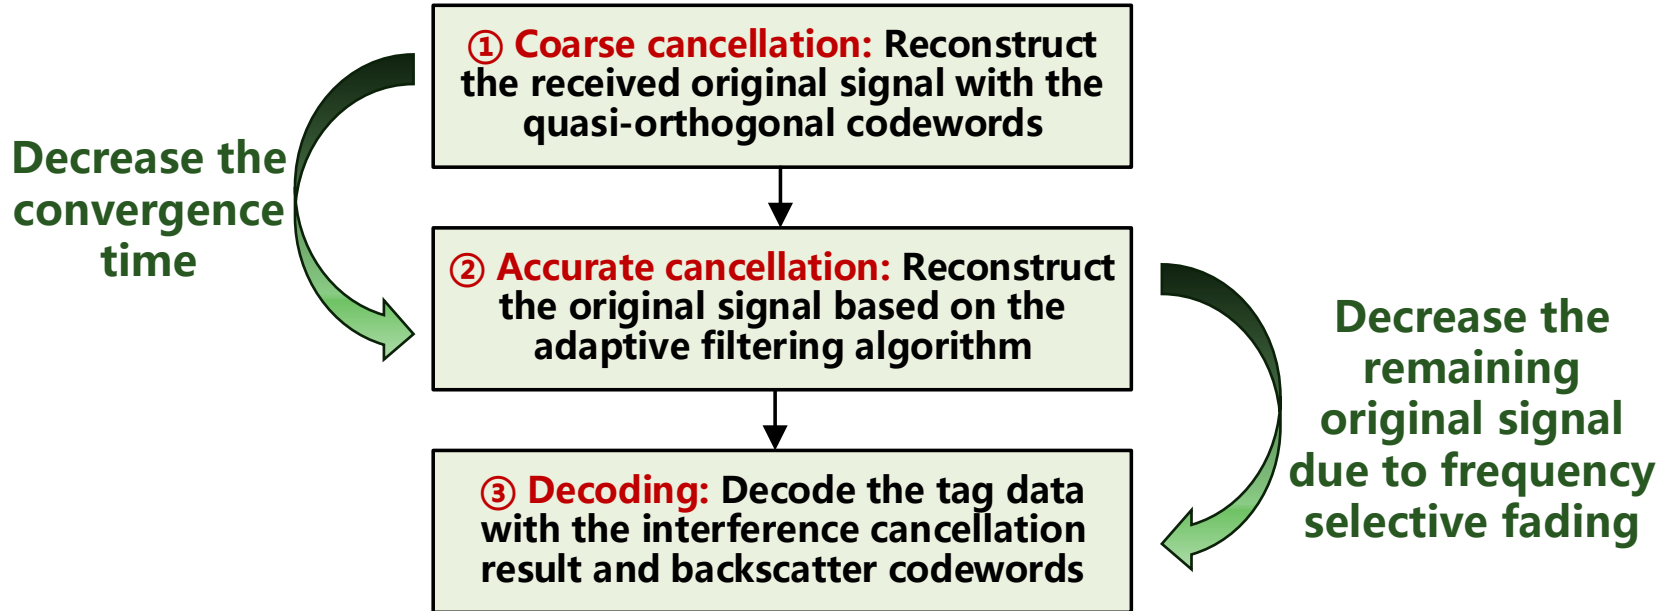 ① Coarse cancellation: Reconstruct
the received original signal with the
quasi-orthogonal codewords
Decrease the
convergence
time
② Accurate cancellation: Reconstruct
the original signal based on the
adaptive filtering algorithm
Decrease the
remaining
original signal
due to frequency
selective fading
③ Decoding: Decode the tag data
with the interference cancellation
result and backscatter codewords